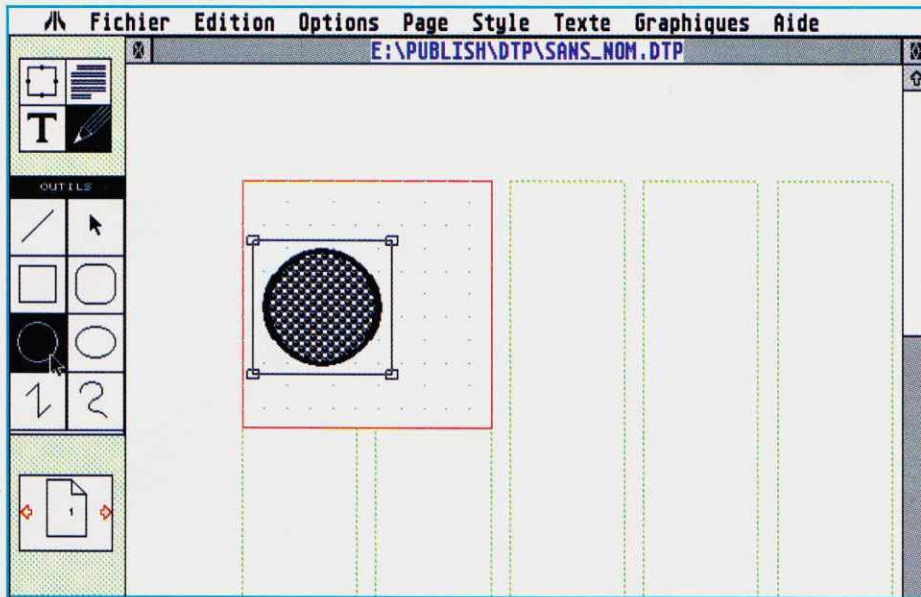 Fichier Edition Options Page Style Texte Graphiques Aide
E:\PUBLISH\DTP\SANS_NOM.DTP
T
OUTILS
1